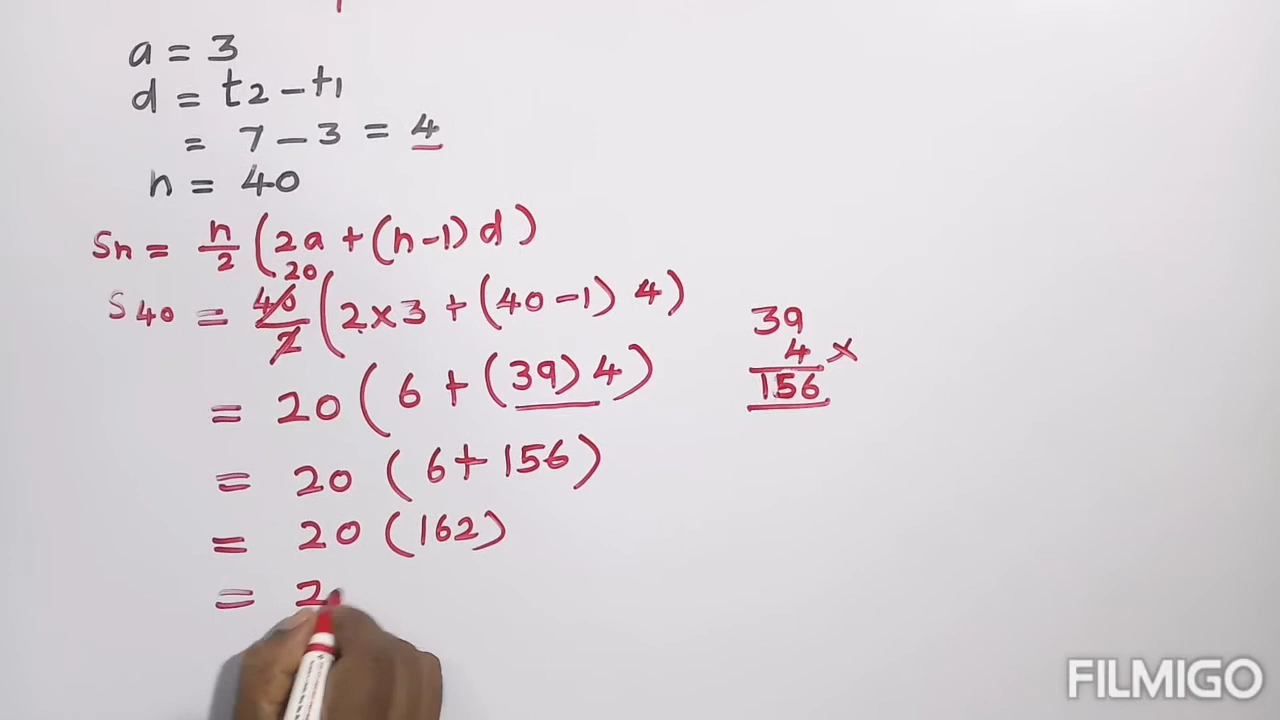 a = 3
d = t2 - t1
= 7 - 3 = 4
n = 40
Sn = n/2 (2a + (n-1) d)
20
S40 = 40/2 (2x3 + (40-1) 4)
= 20 (6 + (39) 4)
= 20 (6+156)
= 20 (162)
= 2
39
4 x
156
FILMIGO